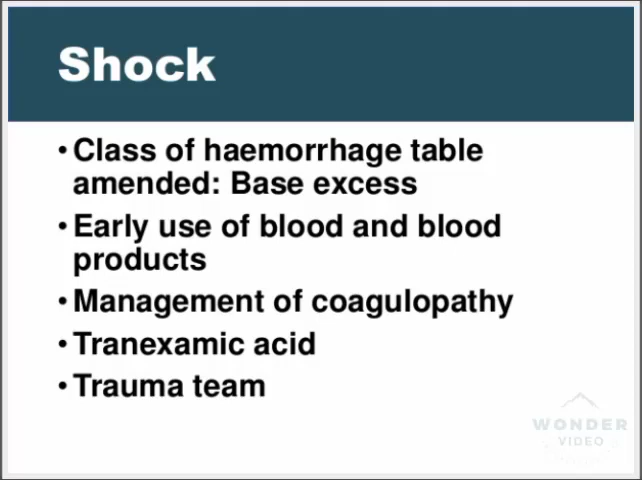 Shock
• Class of haemorrhage table
amended: Base excess
• Early use of blood and blood
products
• Management of coagulopathy
• Tranexamic acid
• Trauma team
WONDER
VIDEO